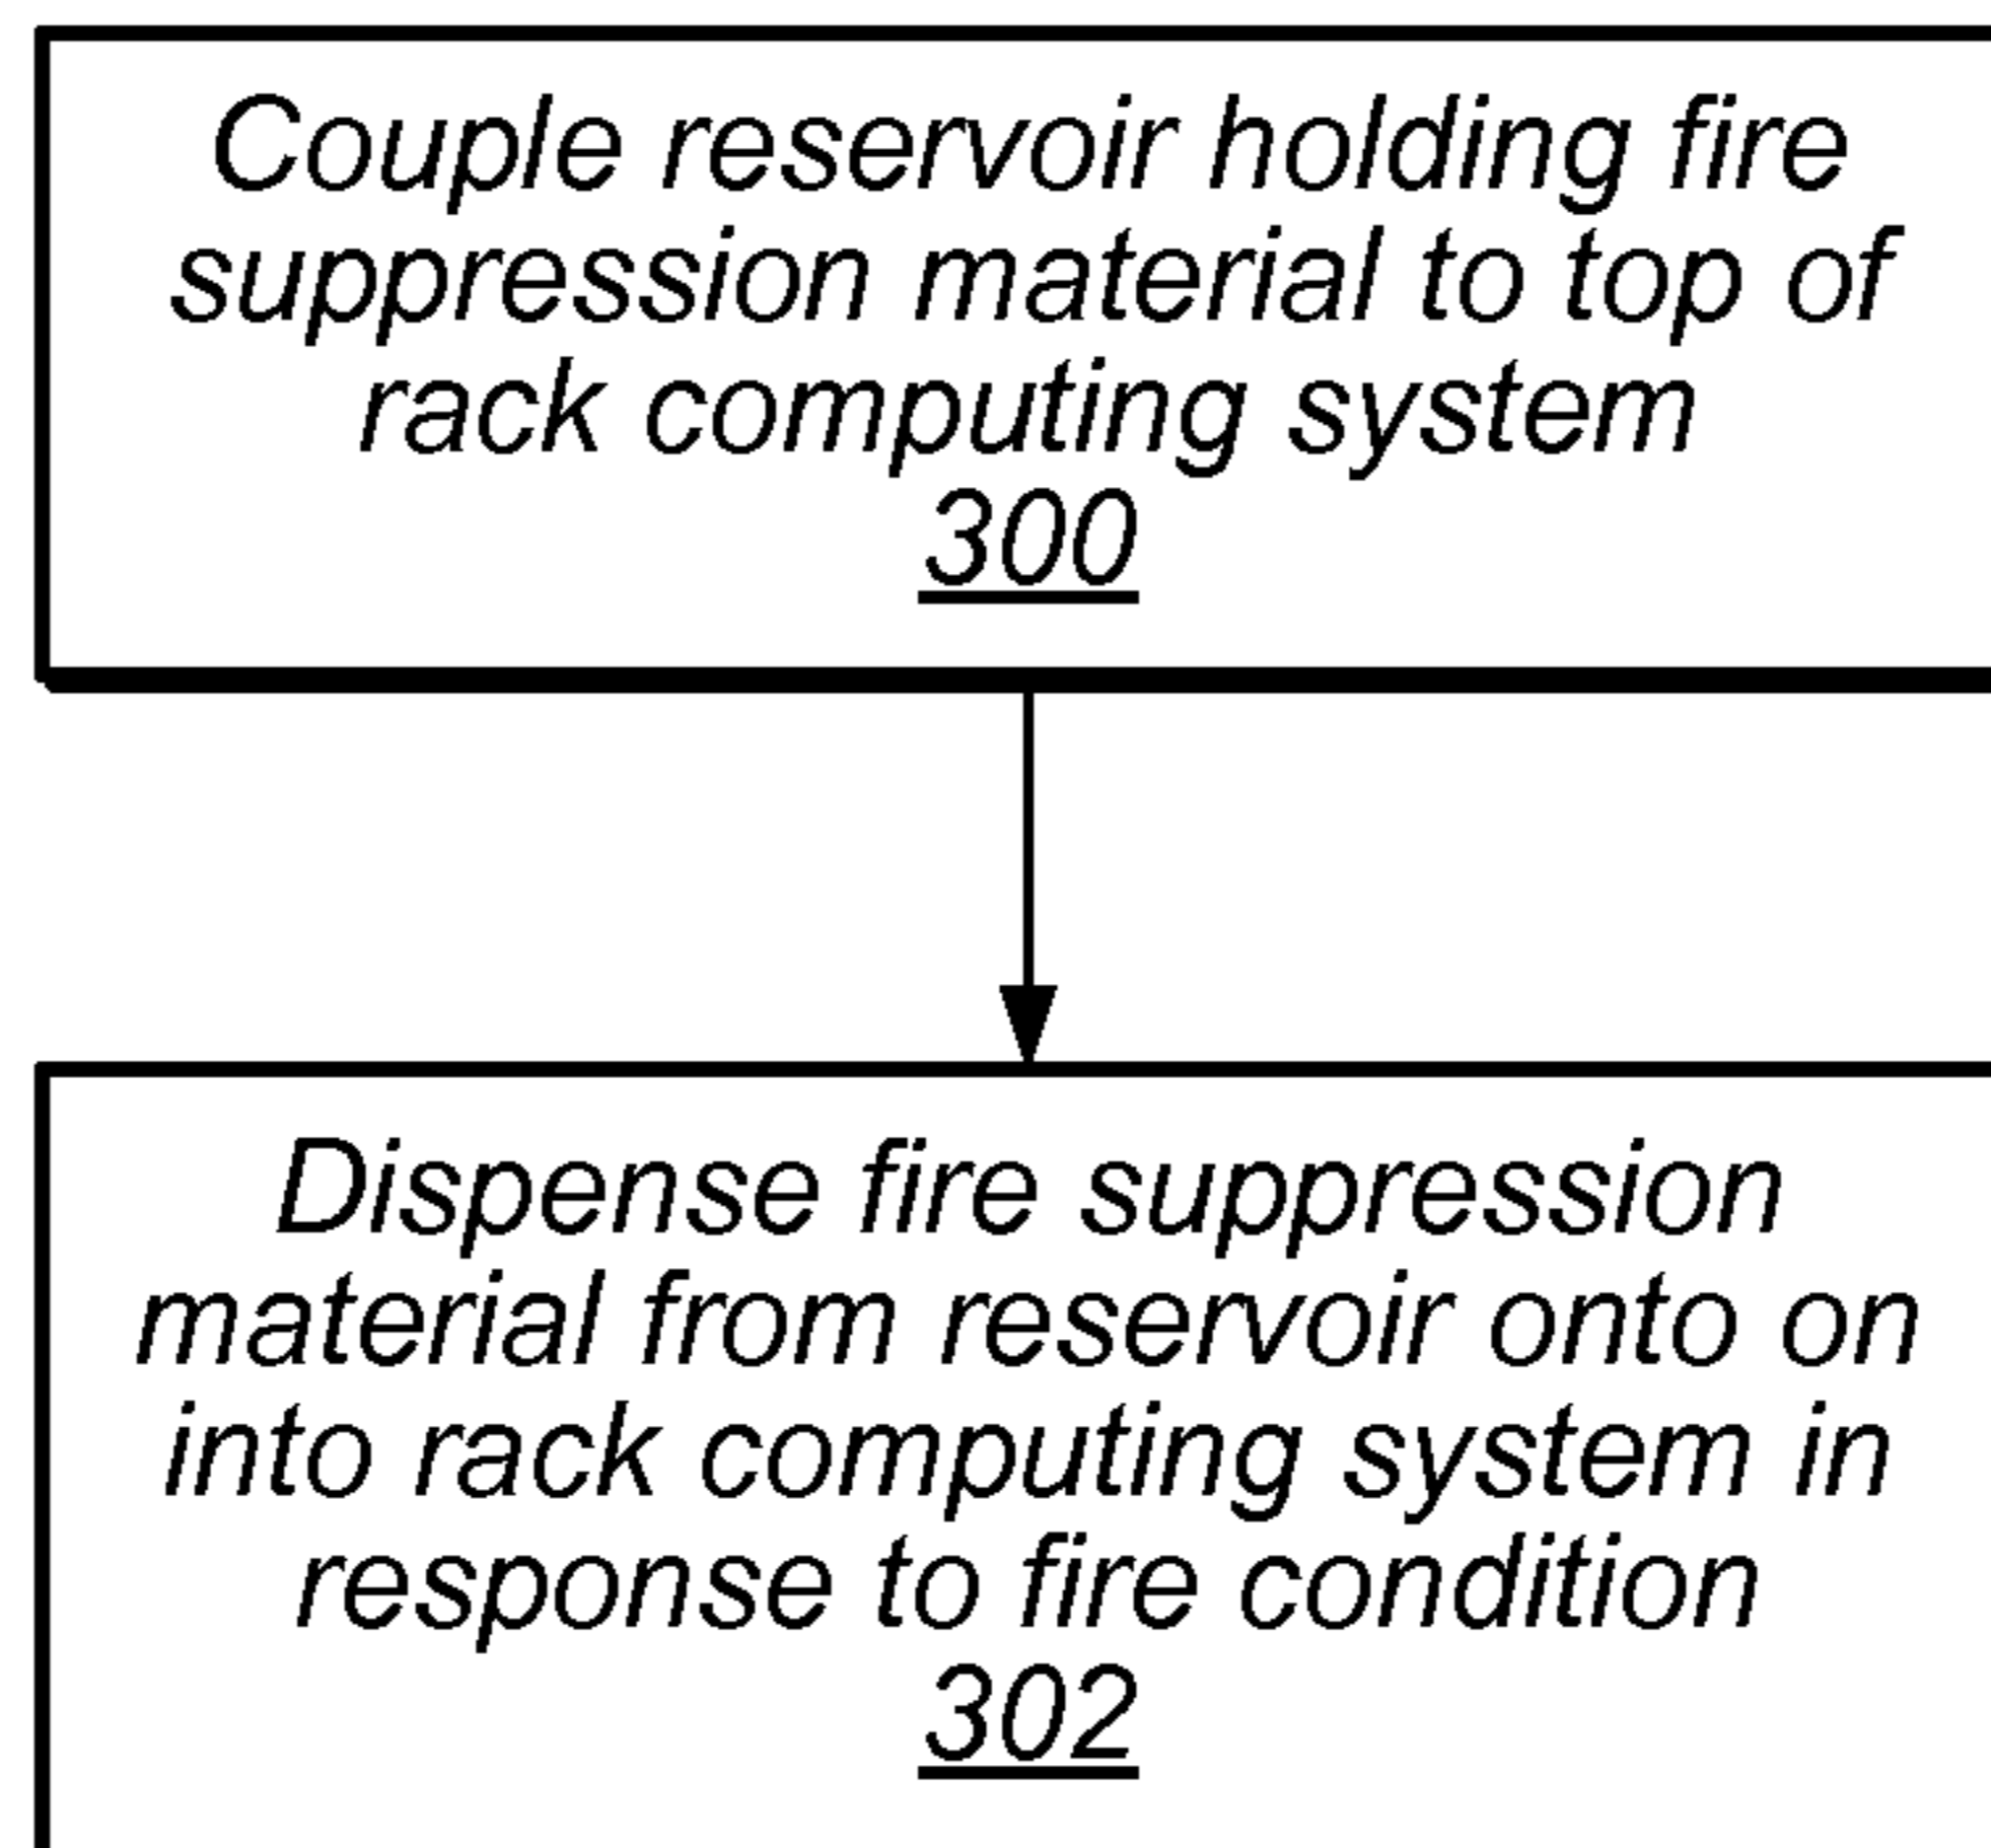 Couple reservoir holding fire
suppression material to top of
rack computing system
300
Dispense fire suppression
material from reservoir onto on
into rack computing system in
response to fire condition
302